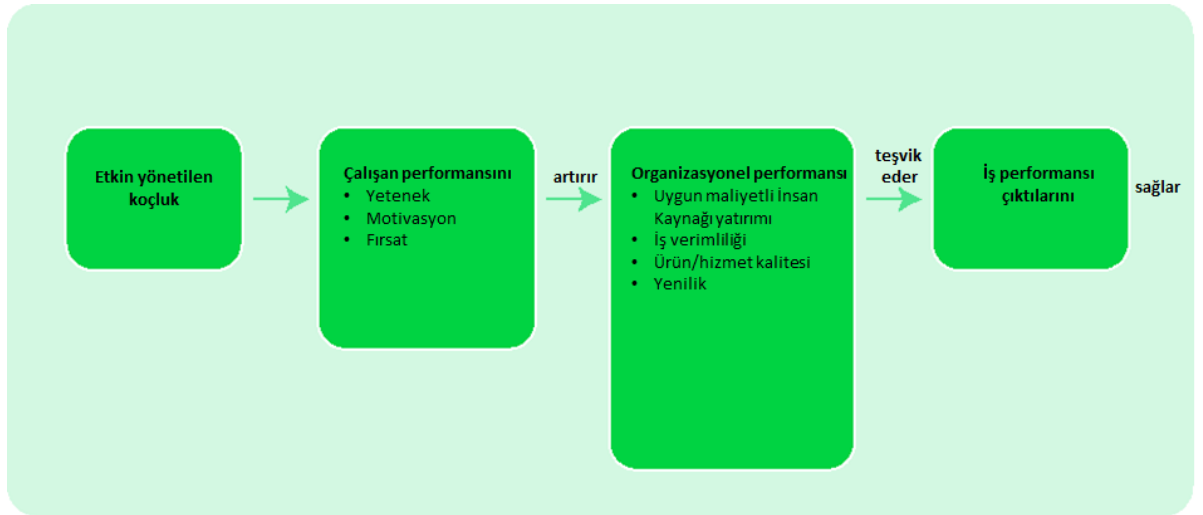 Etkin yönetilen
koçluk
Çalışan performansını
• Yetenek
• Motivasyon
• Fırsat
artırır
Organizasyonel performansı
• Uygun maliyetli İnsan
Kaynağı yatırımı
• İş verimliliği
• Ürün/hizmet kalitesi
• Yenilik
teşvik
eder
İş performansı
çıktılarını
sağlar